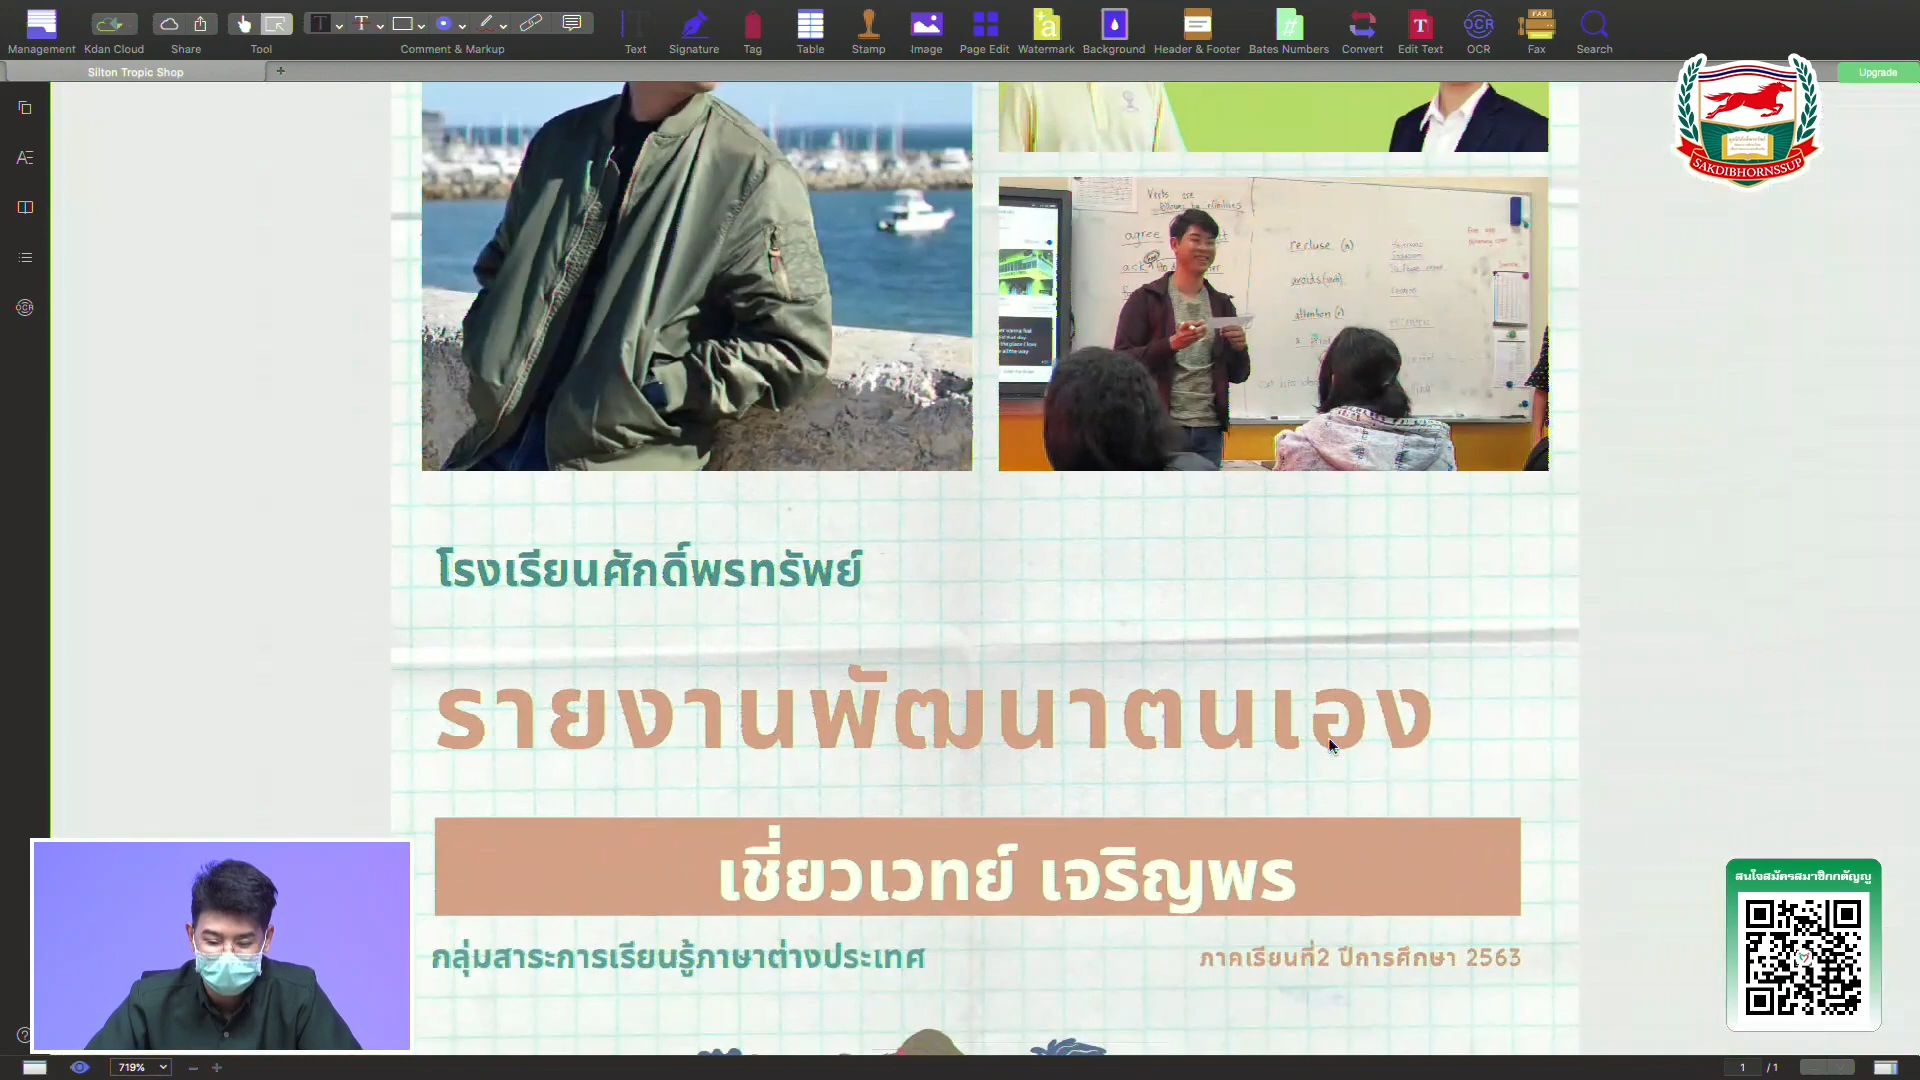 Management
Kdan Cloud
Share
Tool
Comment & Markup
Text
Signature
Tag
Table
Stamp
Image
Page Edit
Watermark
Background
Header & Footer
Bates Numbers
Convert
Edit Text
OCR
Fax
Search
Silton Tropic Shop
Upgrade
SAKDIBHORNSSUP
Verbs are
agree
recluse (n)
avoids (verb)
attention (n)
โรงเรียนศักดิ์พรทรัพย์
รายงานพัฒนาตนเอง
เชี่ยวเวทย์ เจริญพร
กลุ่มสาระการเรียนรู้ภาษาต่างประเทศ
ภาคเรียนที่2 ปีการศึกษา 2563
สนใจสมัครสมาชิกกตัญญู
719%
1 /1